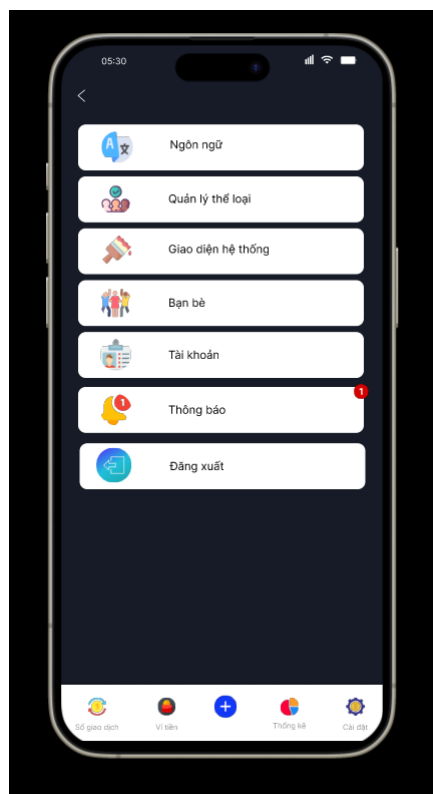 05:30
Ngôn ngữ
Quản lý thể loại
Giao diện hệ thống
Bạn bè
Tài khoản
1
1
Thông báo
Đăng xuất
Sổ giao dịch
Ví tiền
Thống kê
Cài đặt